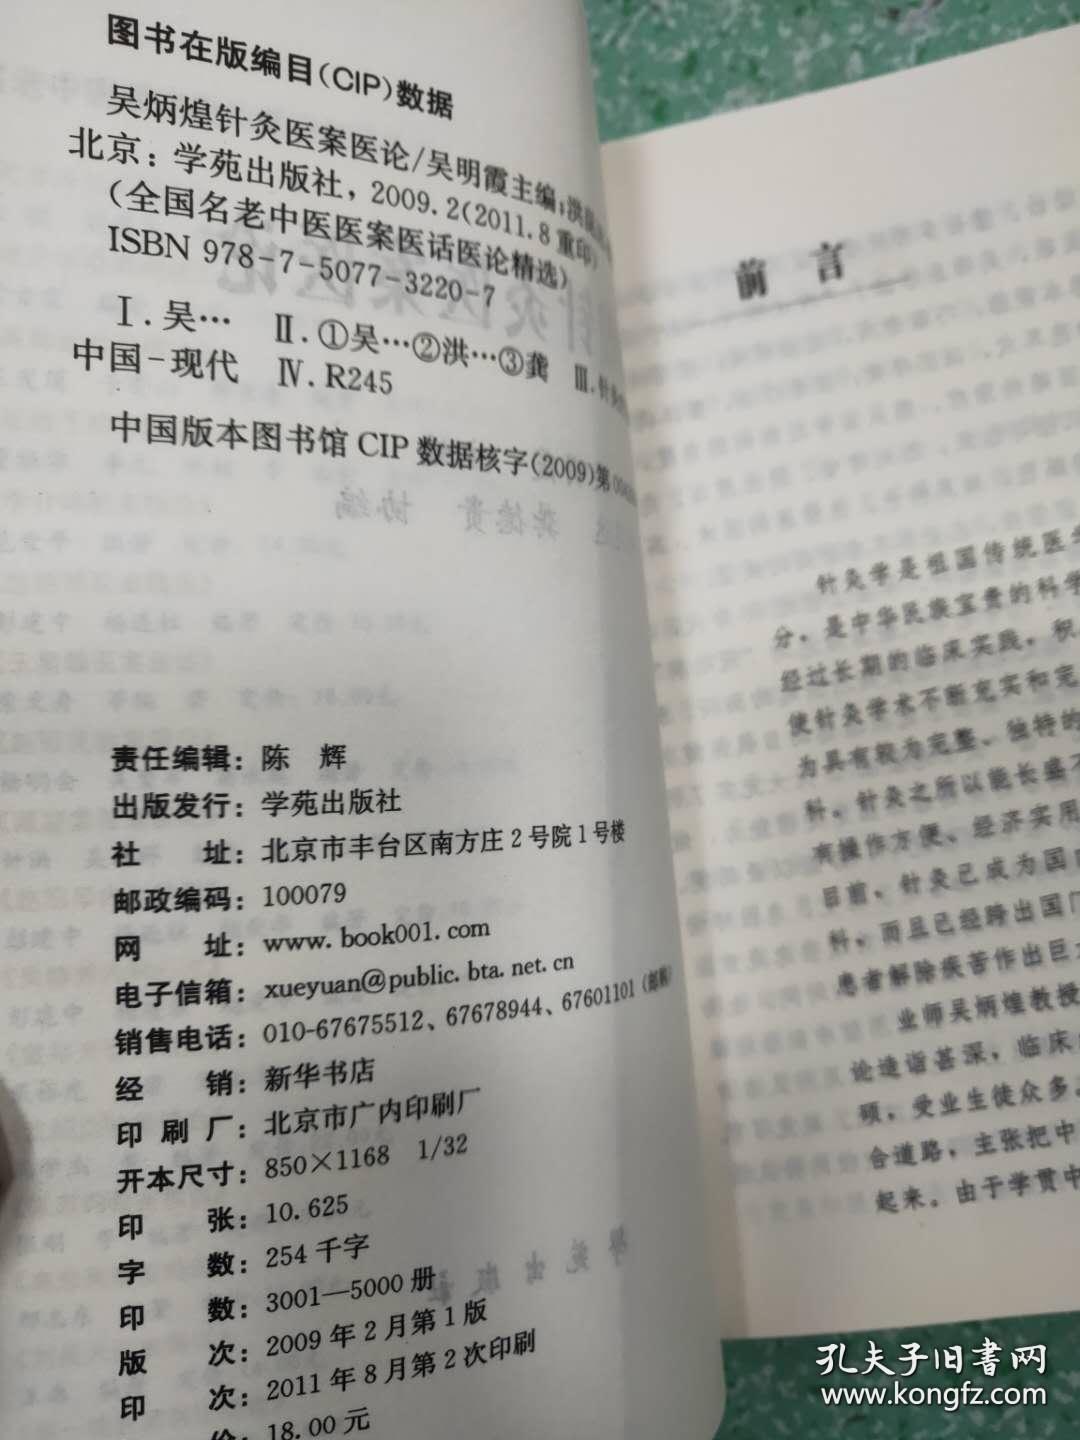 图书在版编目(CIP)数据
吴炳煌针灸医案医论/吴明霞主编;洪
北京：学苑出版社，2009.2(2011.8重印)
(全国名老中医医案医话医论精选)
ISBN 978-7-5077-3220-7
Ⅰ.吴… Ⅱ.①吴…②洪…③龚 Ⅲ.针灸
中国-现代 Ⅳ.R245
中国版本图书馆CIP数据核字(2009)第
责任编辑：陈 辉
出版发行：学苑出版社
社 址：北京市丰台区南方庄2号院1号楼
邮政编码：100079
网 址：www.book001.com
电子信箱：xueyuan@public.bta.net.cn
销售电话：010-67675512、67678944、67601101(邮购)
经 销：新华书店
印 刷 厂：北京市广内印刷厂
开本尺寸：850×1168 1/32
印 张：10.625
字 数：254千字
印 数：3001—5000册
版 次：2009年2月第1版
印 次：2011年8月第2次印刷
价：18.00元
前 言
针灸学是祖国传统医
分，是中华民族宝贵的科学
经过长期的临床实践，积
使针灸学术不断充实和完
为具有较为完整、独特的
科。针灸之所以能长盛不
有操作方便、经济实用
目前，针灸已成为国
科，而且已经跨出国门
患者解除疾苦作出巨
业师吴炳煌教授
论造诣甚深，临床
硕，受业生徒众多
合道路，主张把中
起来。由于学贯中
孔夫子旧书网
www.kongfz.com